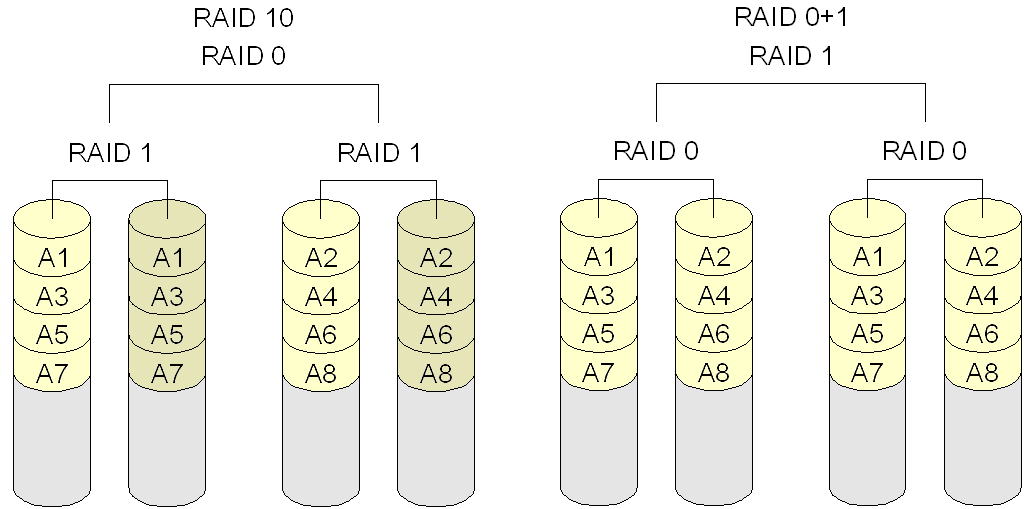 RAID 10
RAID 0
RAID 1 RAID 1
A1 A1 A2 A2
A3 A3 A4 A4
A5 A5 A6 A6
A7 A7 A8 A8
RAID 0+1
RAID 1
RAID 0 RAID 0
A1 A2 A1 A2
A3 A4 A3 A4
A5 A6 A5 A6
A7 A8 A7 A8